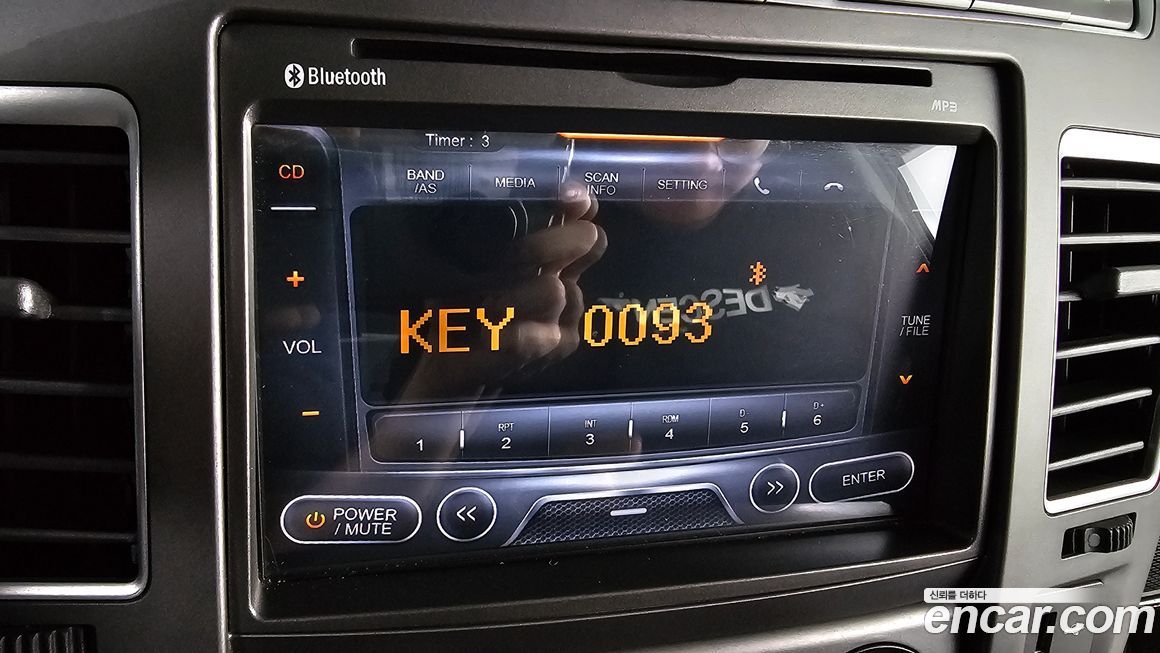 Bluetooth
MP3
Timer : 3
CD
BAND
/AS
MEDIA
SCAN
INFO
SETTING
+
VOL
−
KEY 0093
DESCENTE
TUNE
/ FILE
1
RPT
2
INT
3
RDM
4
D-
5
D+
6
POWER
/ MUTE
<<
>>
ENTER
신뢰를 더하다
encar.com